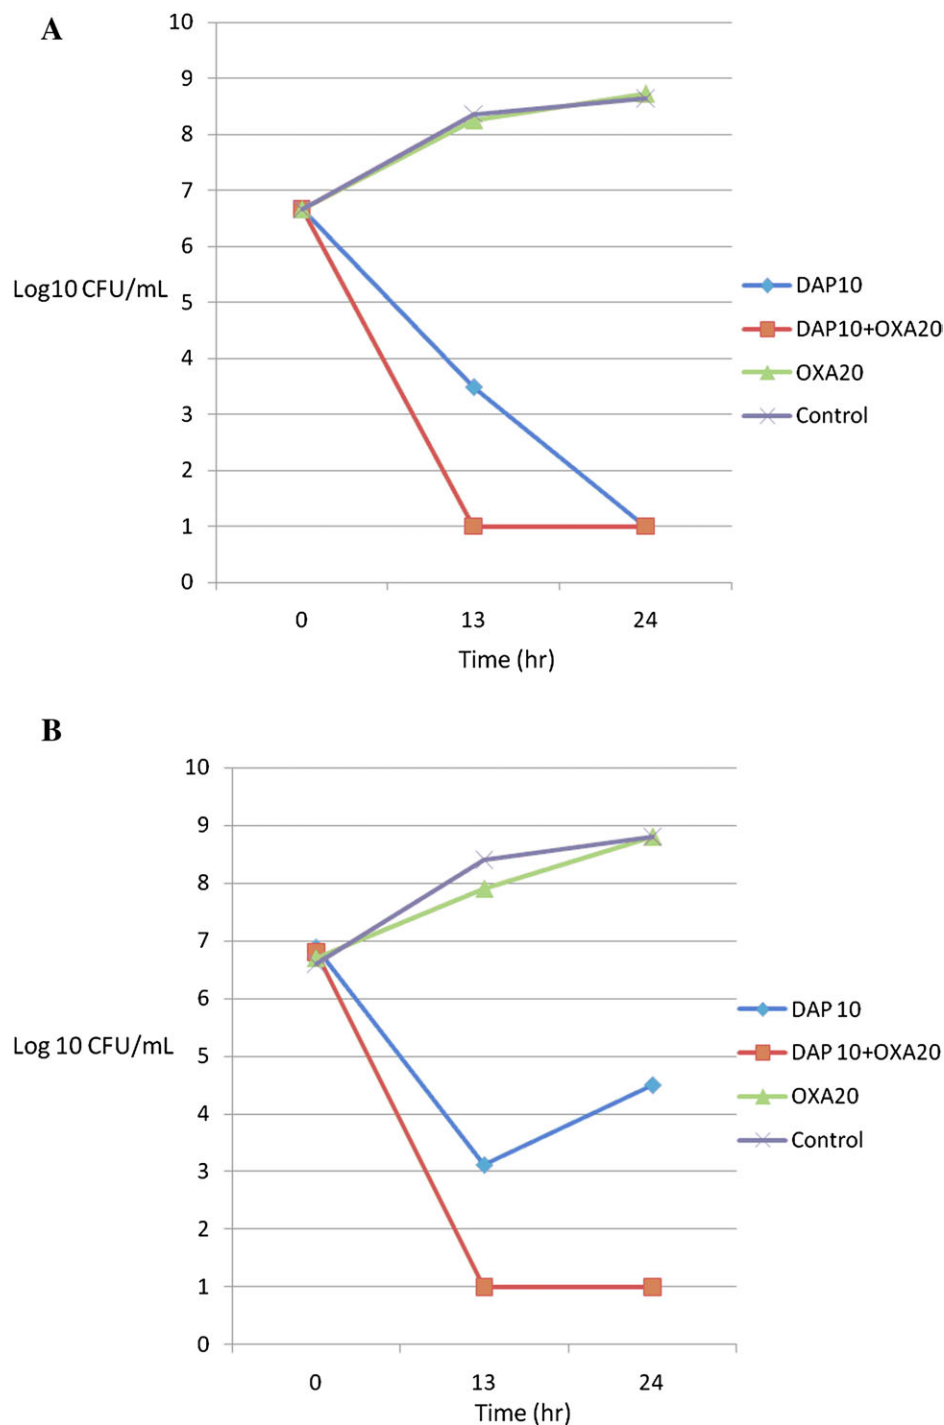 A
10
9
8
7
6
Log10 CFU/mL
5
4
3
2
1
0
0 13 24
Time (hr)
DAP10
DAP10+OXA20
OXA20
Control
B
10
9
8
7
6
Log 10 CFU/mL
5
4
3
2
1
0
0 13 24
Time (hr)
DAP 10
DAP 10+OXA20
OXA20
Control